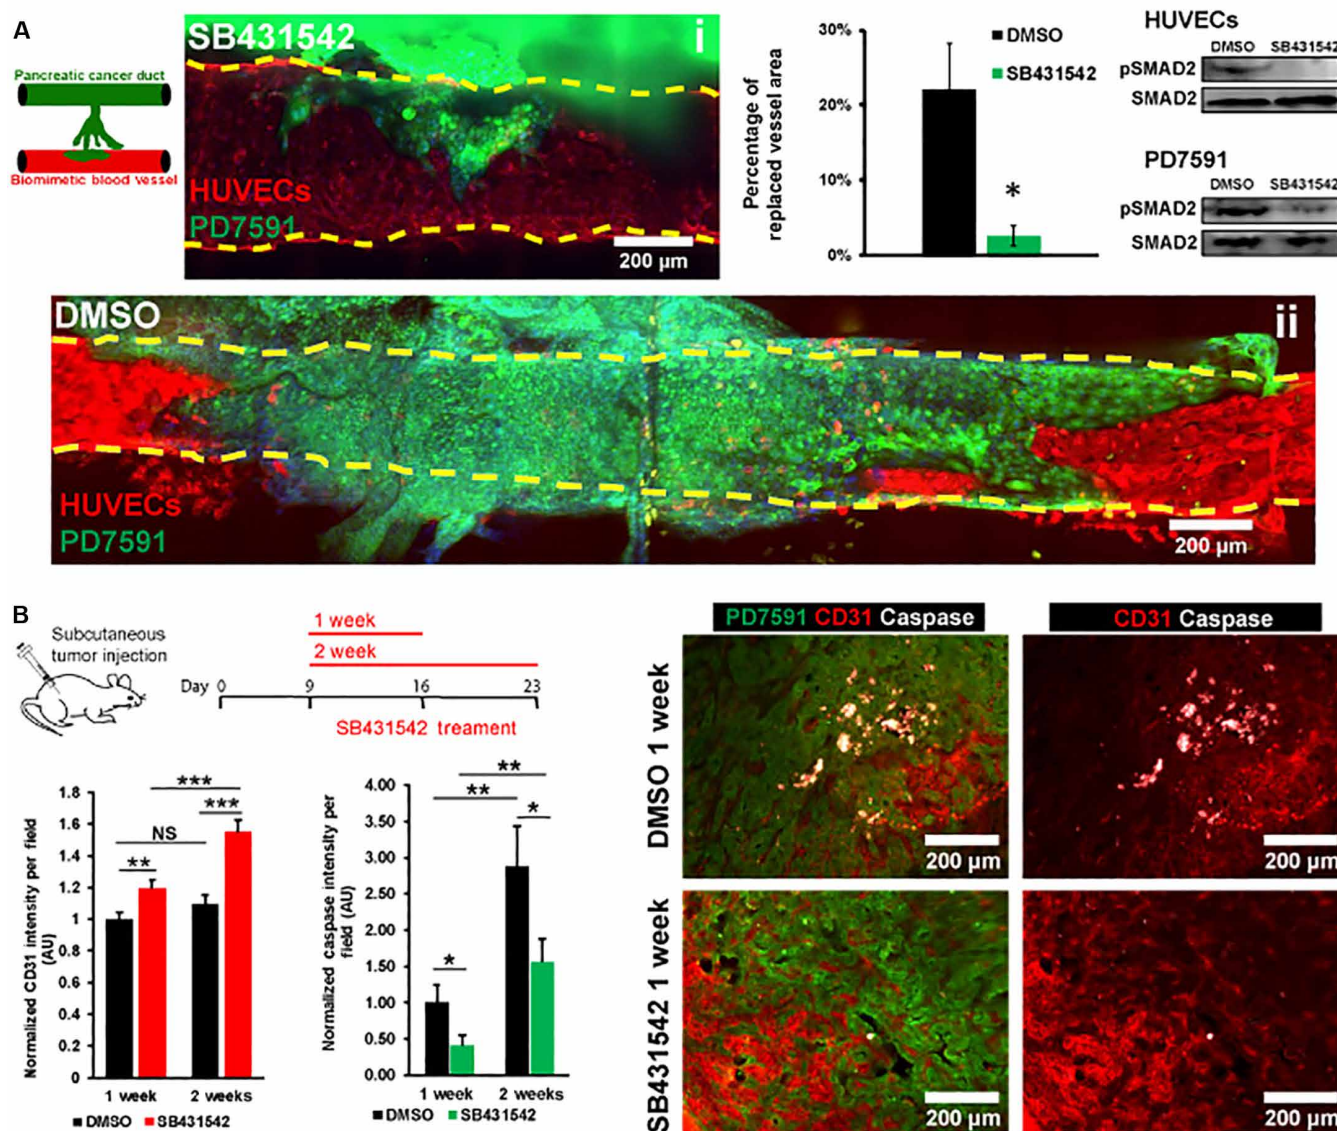 A
Pancreatic cancer duct
Biomimetic blood vessel
SB431542
i
HUVECs
PD7591
200 µm
Percentage of
replaced vessel area
30%
20%
10%
0%
DMSO
SB431542
*
HUVECs
DMSO SB431542
pSMAD2
SMAD2
PD7591
DMSO SB431542
pSMAD2
SMAD2
DMSO
ii
HUVECs
PD7591
200 µm
B
Subcutaneous
tumor injection
1 week
2 week
Day 0 9 16 23
SB431542 treament
Normalized CD31 intensity per field
(AU)
1.8
1.6
1.4
1.2
1
0.8
0.6
0.4
0.2
0
***
***
NS
**
1 week 2 weeks
DMSO SB431542
Normalized caspase intensity per
field (AU)
4.00
3.50
3.00
2.50
2.00
1.50
1.00
0.50
0.00
**
**
*
*
1 week 2 weeks
DMSO SB431542
PD7591 CD31 Caspase
CD31 Caspase
DMSO 1 week
200 µm
200 µm
SB431542 1 week
200 µm
200 µm